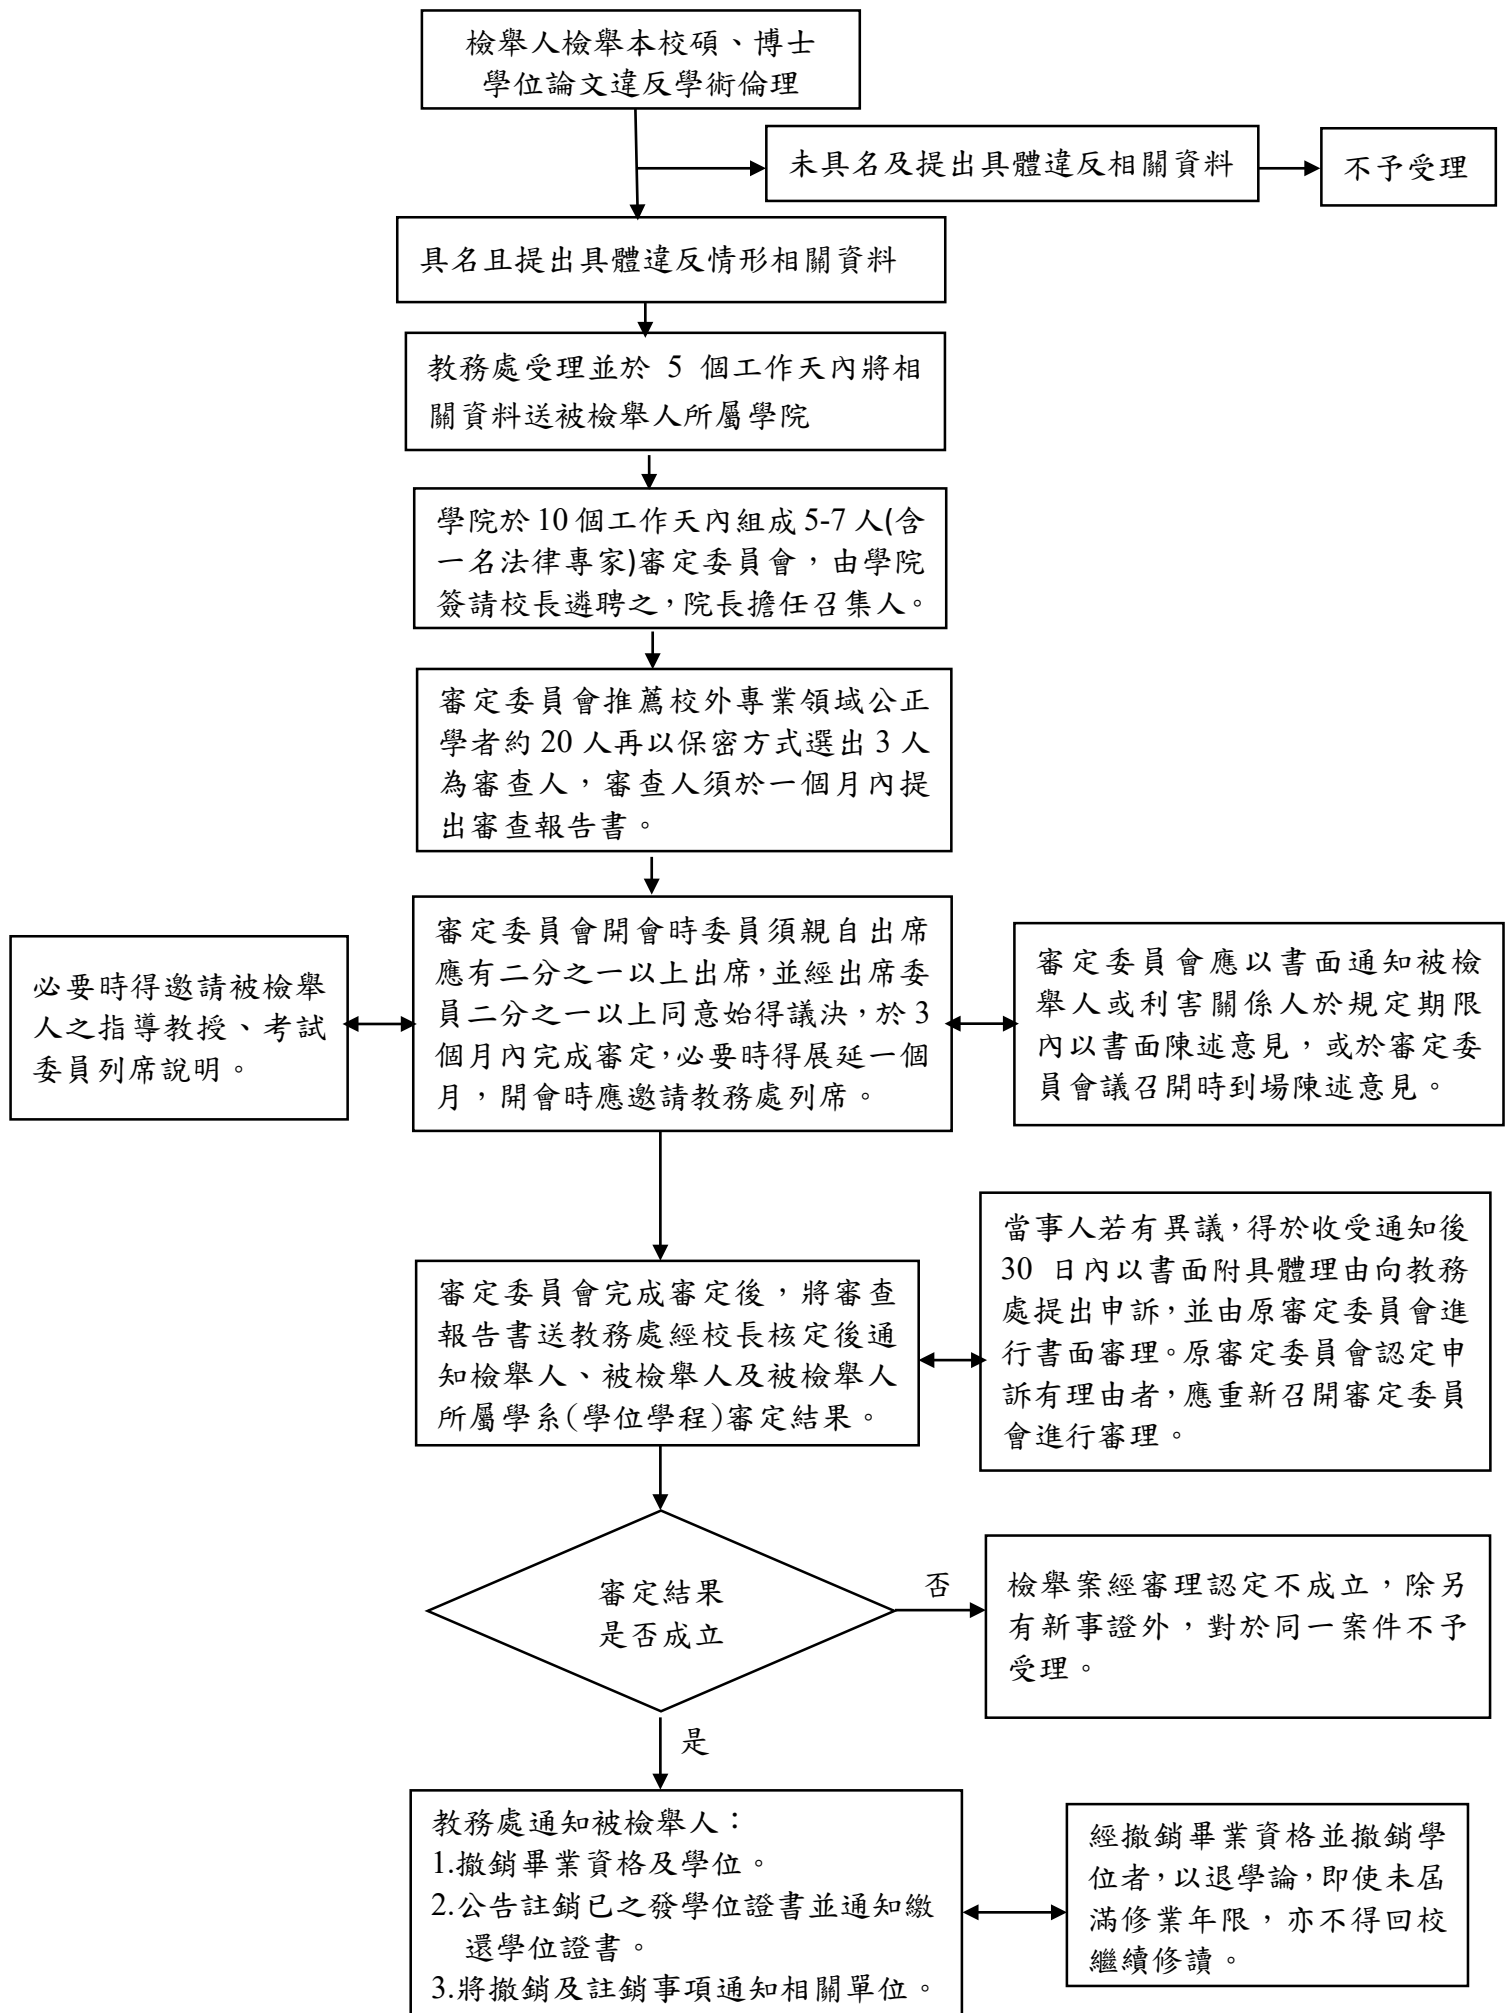 檢舉人檢舉本校碩、博士
學位論文違反學術倫理
未具名及提出具體違反相關資料
不予受理
具名且提出具體違反情形相關資料
教務處受理並於 5 個工作天內將相
關資料送被檢舉人所屬學院
學院於 10 個工作天內組成 5-7 人(含
一名法律專家)審定委員會，由學院
簽請校長遴聘之，院長擔任召集人。
審定委員會推薦校外專業領域公正
學者約 20 人再以保密方式選出 3 人
為審查人，審查人須於一個月內提
出審查報告書。
必要時得邀請被檢舉
人之指導教授、考試
委員列席說明。
審定委員會開會時委員須親自出席
應有二分之一以上出席，並經出席委
員二分之一以上同意始得議決，於 3
個月內完成審定，必要時得展延一個
月，開會時應邀請教務處列席。
審定委員會應以書面通知被檢
舉人或利害關係人於規定期限
內以書面陳述意見，或於審定委
員會議召開時到場陳述意見。
審定委員會完成審定後，將審查
報告書送教務處經校長核定後通
知檢舉人、被檢舉人及被檢舉人
所屬學系(學位學程)審定結果。
當事人若有異議，得於收受通知後
30 日內以書面附具體理由向教務
處提出申訴，並由原審定委員會進
行書面審理。原審定委員會認定申
訴有理由者，應重新召開審定委員
會進行審理。
審定結果
是否成立
否
檢舉案經審理認定不成立，除另
有新事證外，對於同一案件不予
受理。
是
教務處通知被檢舉人：
1.撤銷畢業資格及學位。
2.公告註銷已之發學位證書並通知繳
還學位證書。
3.將撤銷及註銷事項通知相關單位。
經撤銷畢業資格並撤銷學
位者，以退學論，即使未屆
滿修業年限，亦不得回校
繼續修讀。